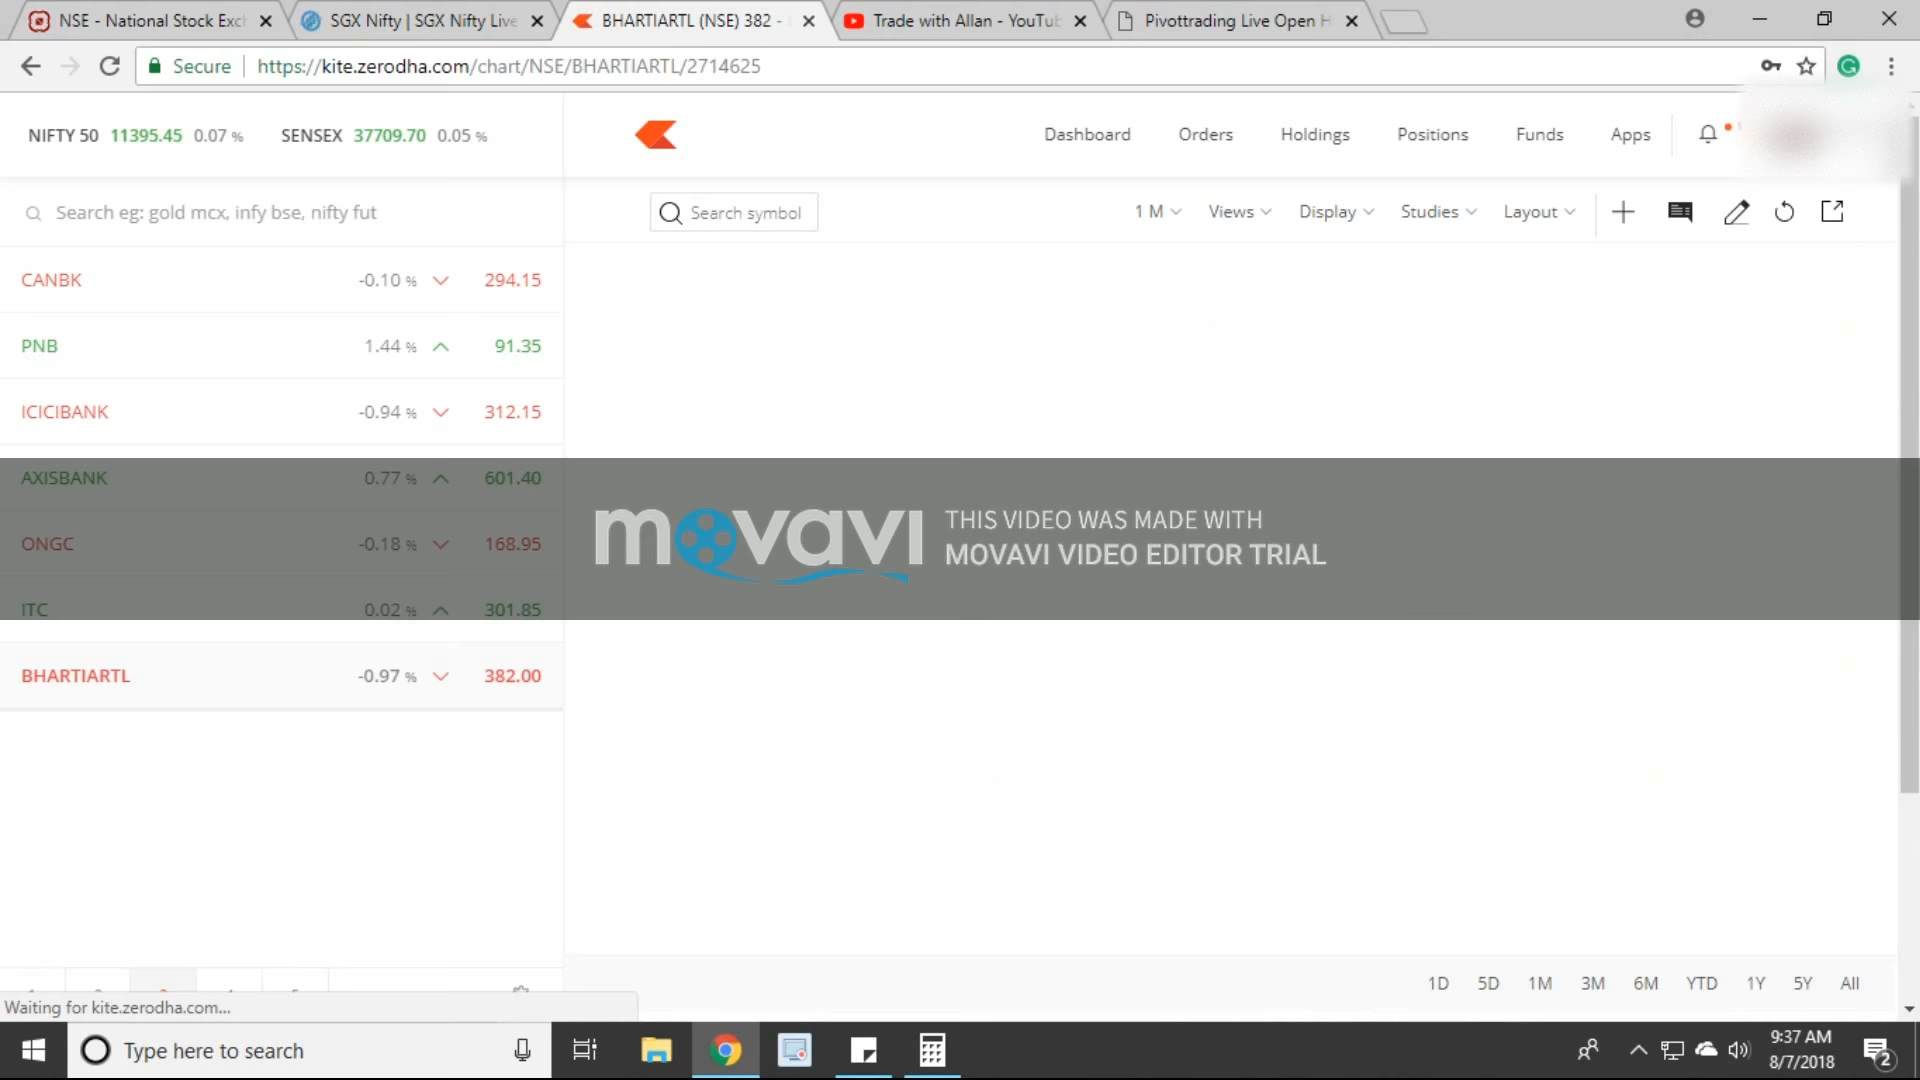 NSE - National Stock Exc
SGX Nifty | SGX Nifty Live
BHARTIARTL (NSE) 382 -
Trade with Allan - YouTub
Pivottrading Live Open H
Secure
https://kite.zerodha.com/chart/NSE/BHARTIARTL/2714625
NIFTY 50 11395.45 0.07 %
SENSEX 37709.70 0.05 %
Dashboard
Orders
Holdings
Positions
Funds
Apps
Search eg: gold mcx, infy bse, nifty fut
Search symbol
1 M
Views
Display
Studies
Layout
CANBK -0.10 % 294.15
PNB 1.44 % 91.35
ICICIBANK -0.94 % 312.15
AXISBANK 0.77 % 601.40
ONGC -0.18 % 168.95
ITC 0.02 % 301.85
BHARTIARTL -0.97 % 382.00
movavi
THIS VIDEO WAS MADE WITH
MOVAVI VIDEO EDITOR TRIAL
1D 5D 1M 3M 6M YTD 1Y 5Y All
Waiting for kite.zerodha.com...
Type here to search
9:37 AM
8/7/2018
2